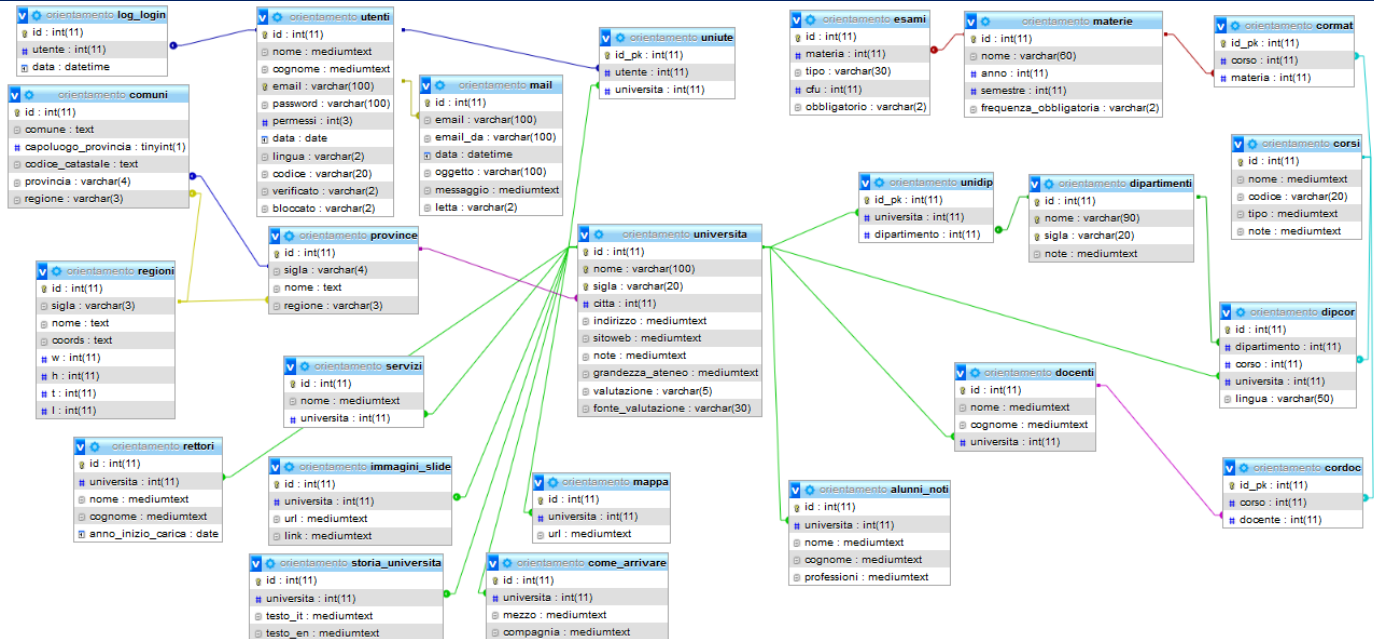 orientamento log_login
id : int(11)
utente : int(11)
data : datetime
orientamento utenti
id : int(11)
nome : mediumtext
cognome : mediumtext
email : varchar(100)
password : varchar(100)
permessi : int(3)
data : date
lingua : varchar(2)
codice : varchar(20)
verificato : varchar(2)
bloccato : varchar(2)
orientamento mail
id : int(11)
email : varchar(100)
email_da : varchar(100)
data : datetime
oggetto : varchar(100)
messaggio : mediumtext
letta : varchar(2)
orientamento uniute
id_pk : int(11)
utente : int(11)
universita : int(11)
orientamento esami
id : int(11)
materia : int(11)
tipo : varchar(30)
cfu : int(11)
obbligatorio : varchar(2)
orientamento materie
id : int(11)
nome : varchar(60)
anno : int(11)
semestre : int(11)
frequenza_obbligatoria : varchar(2)
orientamento cormat
id_pk : int(11)
corso : int(11)
materia : int(11)
orientamento comuni
id : int(11)
comune : text
capoluogo_provincia : tinyint(1)
codice_catastale : text
provincia : varchar(4)
regione : varchar(3)
orientamento corsi
id : int(11)
nome : mediumtext
codice : varchar(20)
tipo : mediumtext
note : mediumtext
orientamento unidip
id_pk : int(11)
universita : int(11)
dipartimento : int(11)
orientamento dipartimenti
id : int(11)
nome : varchar(90)
sigla : varchar(20)
note : mediumtext
orientamento province
id : int(11)
sigla : varchar(4)
nome : text
regione : varchar(3)
orientamento universita
id : int(11)
nome : varchar(100)
sigla : varchar(20)
citta : int(11)
indirizzo : mediumtext
sitoweb : mediumtext
note : mediumtext
grandezza_ateneo : mediumtext
valutazione : varchar(5)
fonte_valutazione : varchar(30)
orientamento regioni
id : int(11)
sigla : varchar(3)
nome : text
coords : text
w : int(11)
h : int(11)
t : int(11)
l : int(11)
orientamento dipcor
id : int(11)
dipartimento : int(11)
corso : int(11)
universita : int(11)
lingua : varchar(50)
orientamento servizi
id : int(11)
nome : mediumtext
universita : int(11)
orientamento docenti
id : int(11)
nome : mediumtext
cognome : mediumtext
universita : int(11)
orientamento rettori
id : int(11)
universita : int(11)
nome : mediumtext
cognome : mediumtext
anno_inizio_carica : date
orientamento immagini_slide
id : int(11)
universita : int(11)
url : mediumtext
link : mediumtext
orientamento mappa
id : int(11)
universita : int(11)
url : mediumtext
orientamento alunni_noti
id : int(11)
universita : int(11)
nome : mediumtext
cognome : mediumtext
professioni : mediumtext
orientamento cordoc
id_pk : int(11)
corso : int(11)
docente : int(11)
orientamento storia_universita
id : int(11)
universita : int(11)
testo_it : mediumtext
testo_en : mediumtext
orientamento come_arrivare
id : int(11)
universita : int(11)
mezzo : mediumtext
compagnia : mediumtext